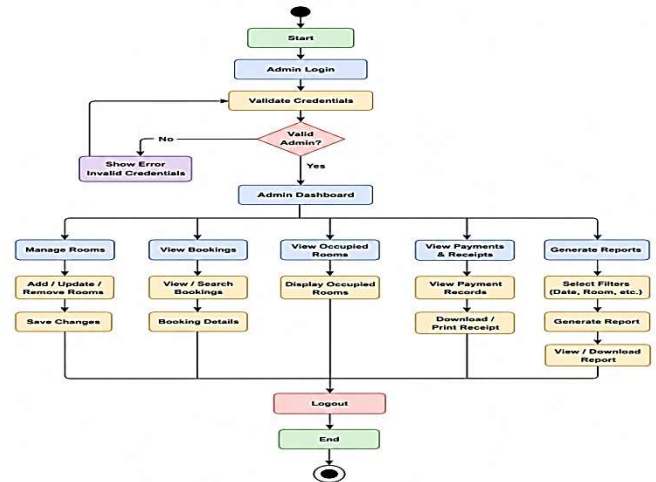 Start
Admin Login
Validate Credentials
Valid
Admin?
No
Yes
Show Error
Invalid Credentials
Admin Dashboard
Manage Rooms
View Bookings
View Occupied
Rooms
View Payments
& Receipts
Generate Reports
Add / Update /
Remove Rooms
View / Search
Bookings
Display Occupied
Rooms
View Payment
Records
Select Filters
(Date, Room, etc.)
Save Changes
Booking Details
Download /
Print Receipt
Generate Report
View / Download
Report
Logout
End